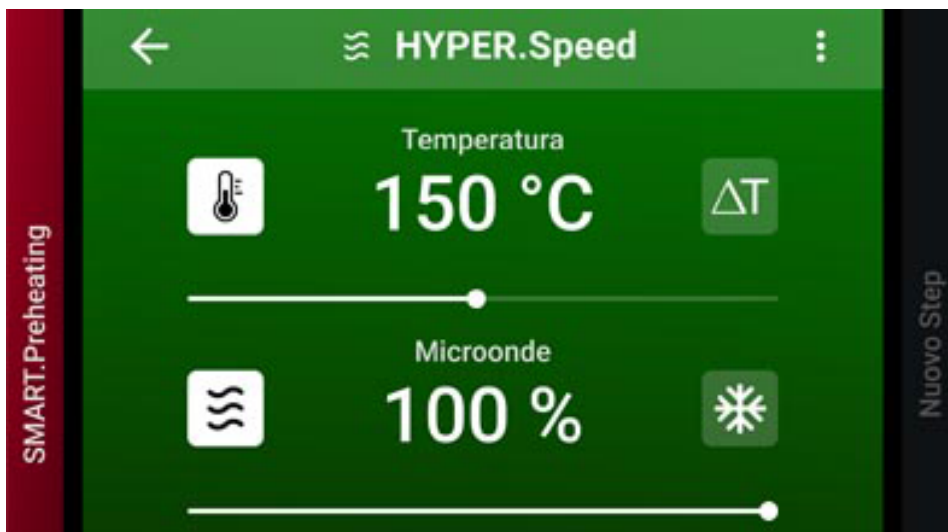 HYPER.Speed
Temperatura
150 °C
ΔT
Microonde
100 %
SMART.Preheating
Nuovo Step